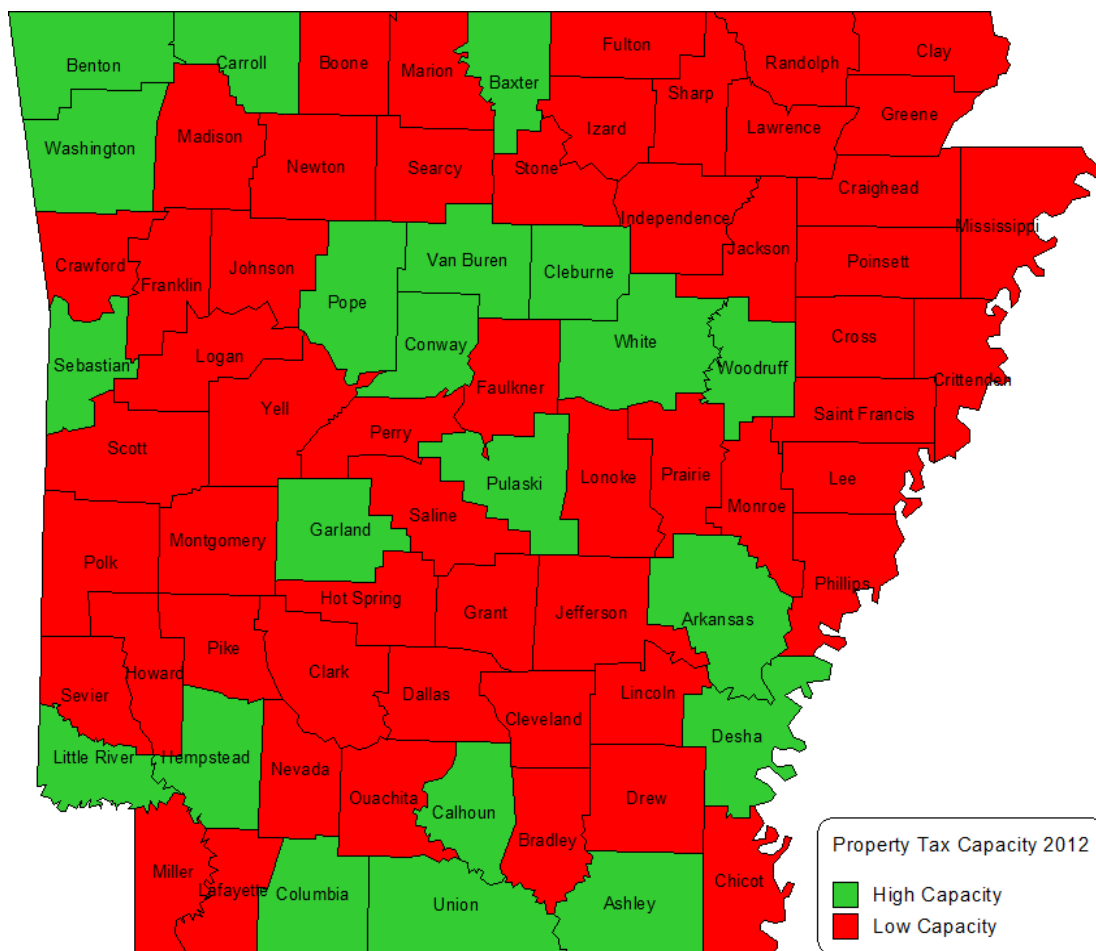 Benton
Carroll
Boone
Marion
Baxter
Fulton
Sharp
Randolph
Clay
Washington
Madison
Newton
Searcy
Stone
Izard
Lawrence
Greene
Crawford
Franklin
Johnson
Pope
Van Buren
Cleburne
Independence
Jackson
Craighead
Mississippi
Poinsett
Sebastian
Logan
Conway
Faulkner
White
Woodruff
Cross
Crittenden
Yell
Perry
Scott
Saint Francis
Pulaski
Lonoke
Prairie
Monroe
Lee
Garland
Saline
Montgomery
Polk
Phillips
Hot Spring
Grant
Jefferson
Arkansas
Pike
Howard
Sevier
Clark
Dallas
Cleveland
Lincoln
Desha
Little River
Hempstead
Nevada
Ouachita
Calhoun
Bradley
Drew
Chicot
Miller
Lafayette
Columbia
Union
Ashley
Property Tax Capacity 2012
High Capacity
Low Capacity